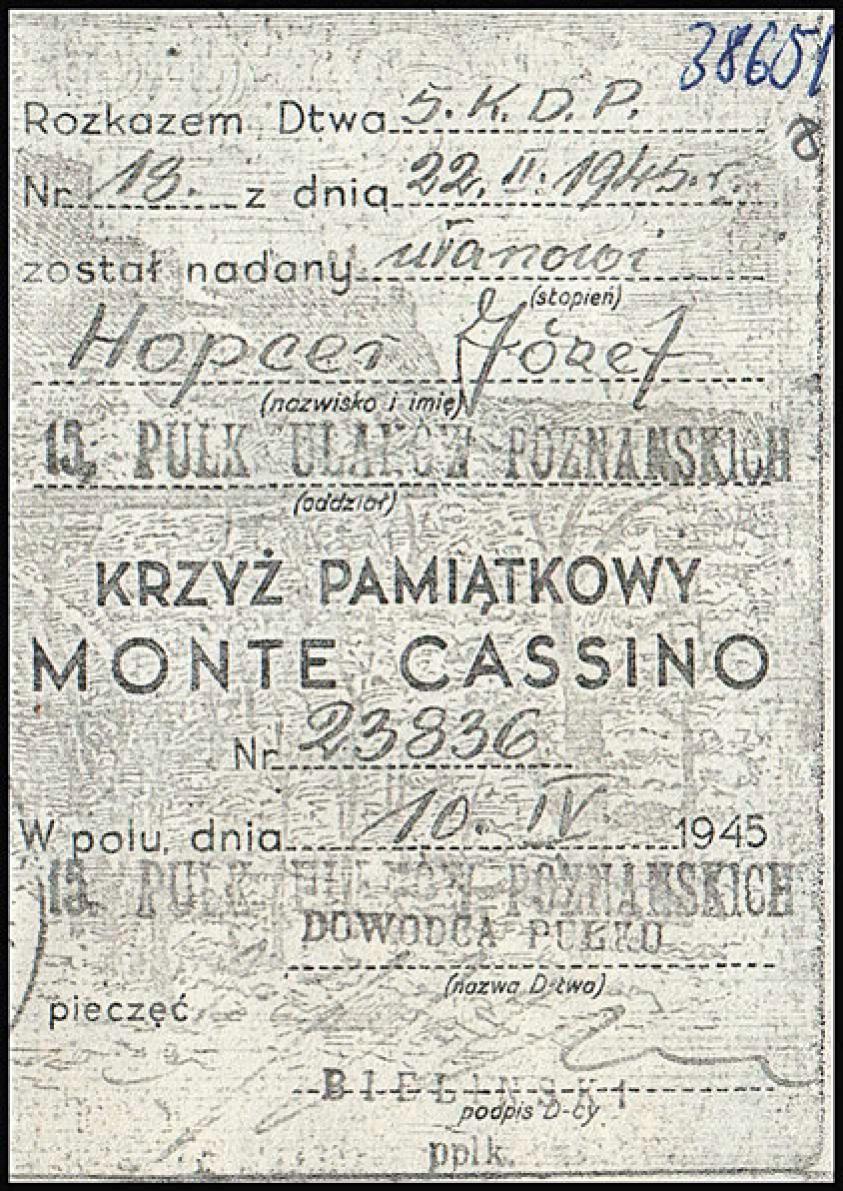 38651
Rozkazem Dtwa 5. K. D. P.
Nr 18. z dnia 22. II. 1945. r.
został nadany ułanowi
(stopień)
Hopcer Józef
(nazwisko i imię)
15. PUŁK UŁANÓW POZNAŃSKICH
(oddział)
KRZYŻ PAMIĄTKOWY
MONTE CASSINO
Nr 23836
W polu, dnia 10. IV. 1945
15. PUŁK UŁANÓW POZNAŃSKICH
DOWÓDCA PUŁKU
(nazwa D-twa)
pieczęć
BIELIŃSKI
podpis D-cy
ppłk.